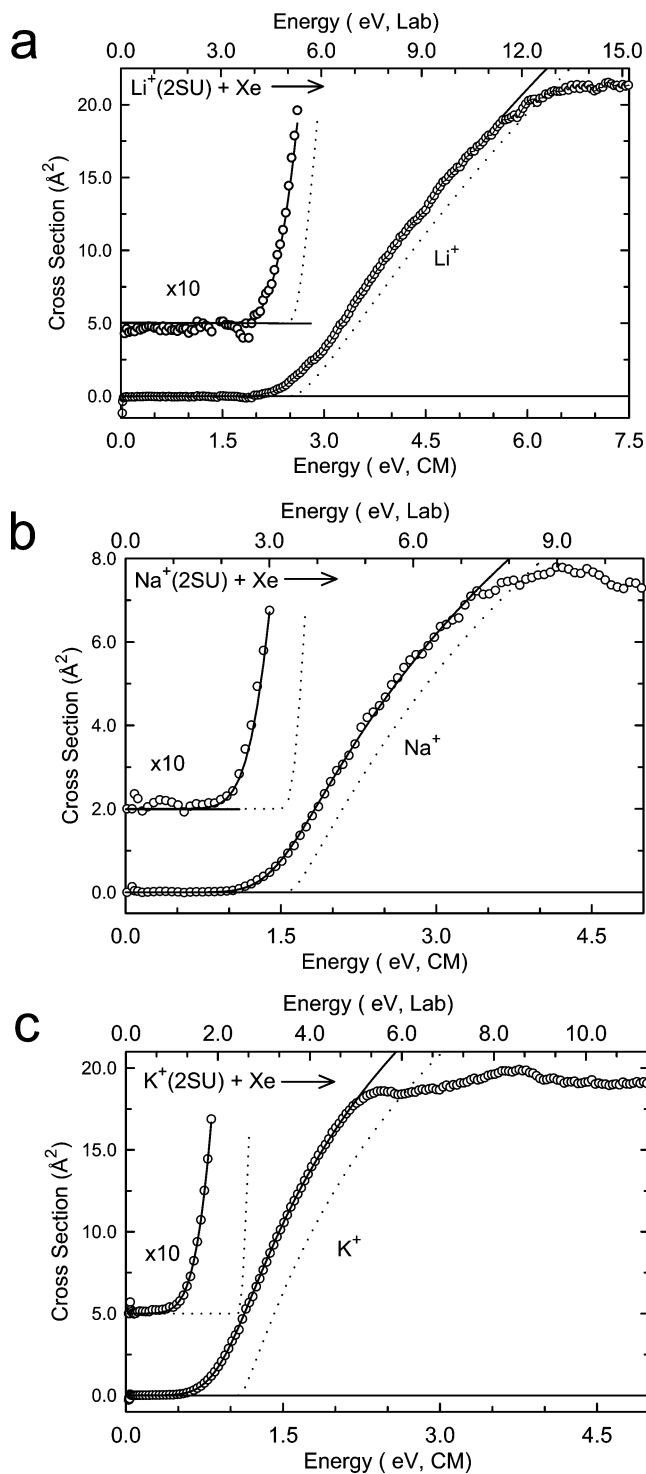 a
Energy (eV, Lab)
0.0 3.0 6.0 9.0 12.0 15.0
Li⁺(2SU) + Xe ⟶
20.0
15.0
10.0
5.0
0.0
Cross Section (Å²)
x10
Li⁺
0.0 1.5 3.0 4.5 6.0 7.5
Energy ( eV, CM)
b
Energy ( eV, Lab)
0.0 3.0 6.0 9.0
Na⁺(2SU) + Xe ⟶
8.0
6.0
4.0
2.0
0.0
Cross Section (Å²)
x10
Na⁺
0.0 1.5 3.0 4.5
Energy ( eV, CM)
c
Energy ( eV, Lab)
0.0 2.0 4.0 6.0 8.0 10.0
K⁺(2SU) + Xe ⟶
20.0
15.0
10.0
5.0
0.0
Cross Section (Å²)
x10
K⁺
0.0 1.5 3.0 4.5
Energy ( eV, CM)